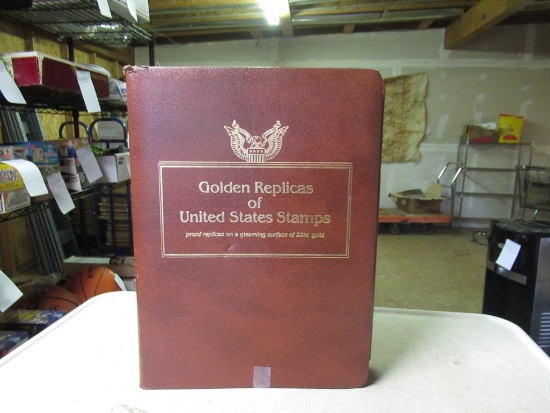 Golden Replicas
of
United States Stamps
proof replicas on a gleaming surface of 22kt gold